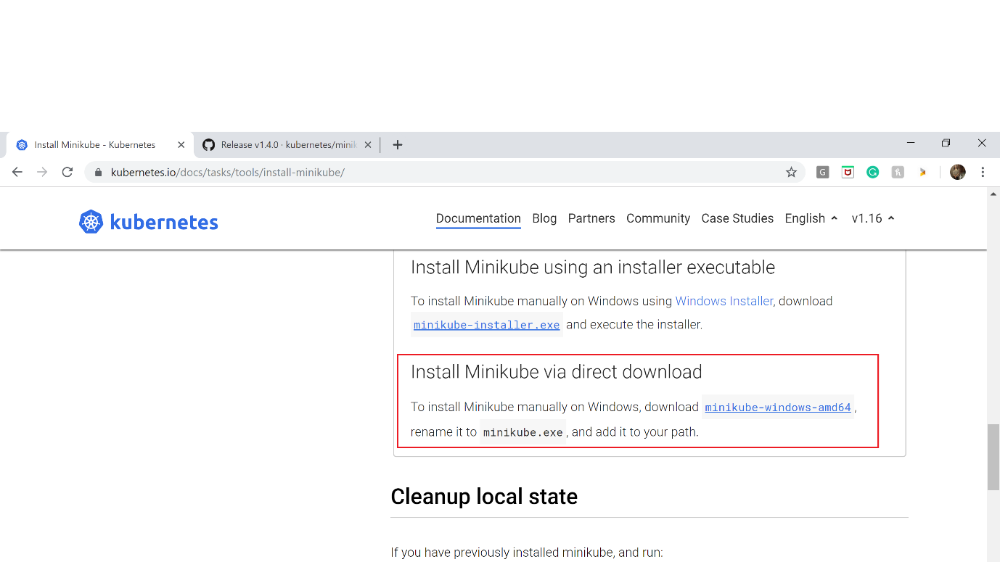 Install Minikube - Kubernetes
Release v1.4.0 · kubernetes/minik
kubernetes.io/docs/tasks/tools/install-minikube/
G
G
kubernetes
Documentation Blog Partners Community Case Studies English v1.16
Install Minikube using an installer executable
To install Minikube manually on Windows using Windows Installer, download
minikube-installer.exe and execute the installer.
Install Minikube via direct download
To install Minikube manually on Windows, download minikube-windows-amd64,
rename it to minikube.exe, and add it to your path.
Cleanup local state
If you have previously installed minikube, and run: